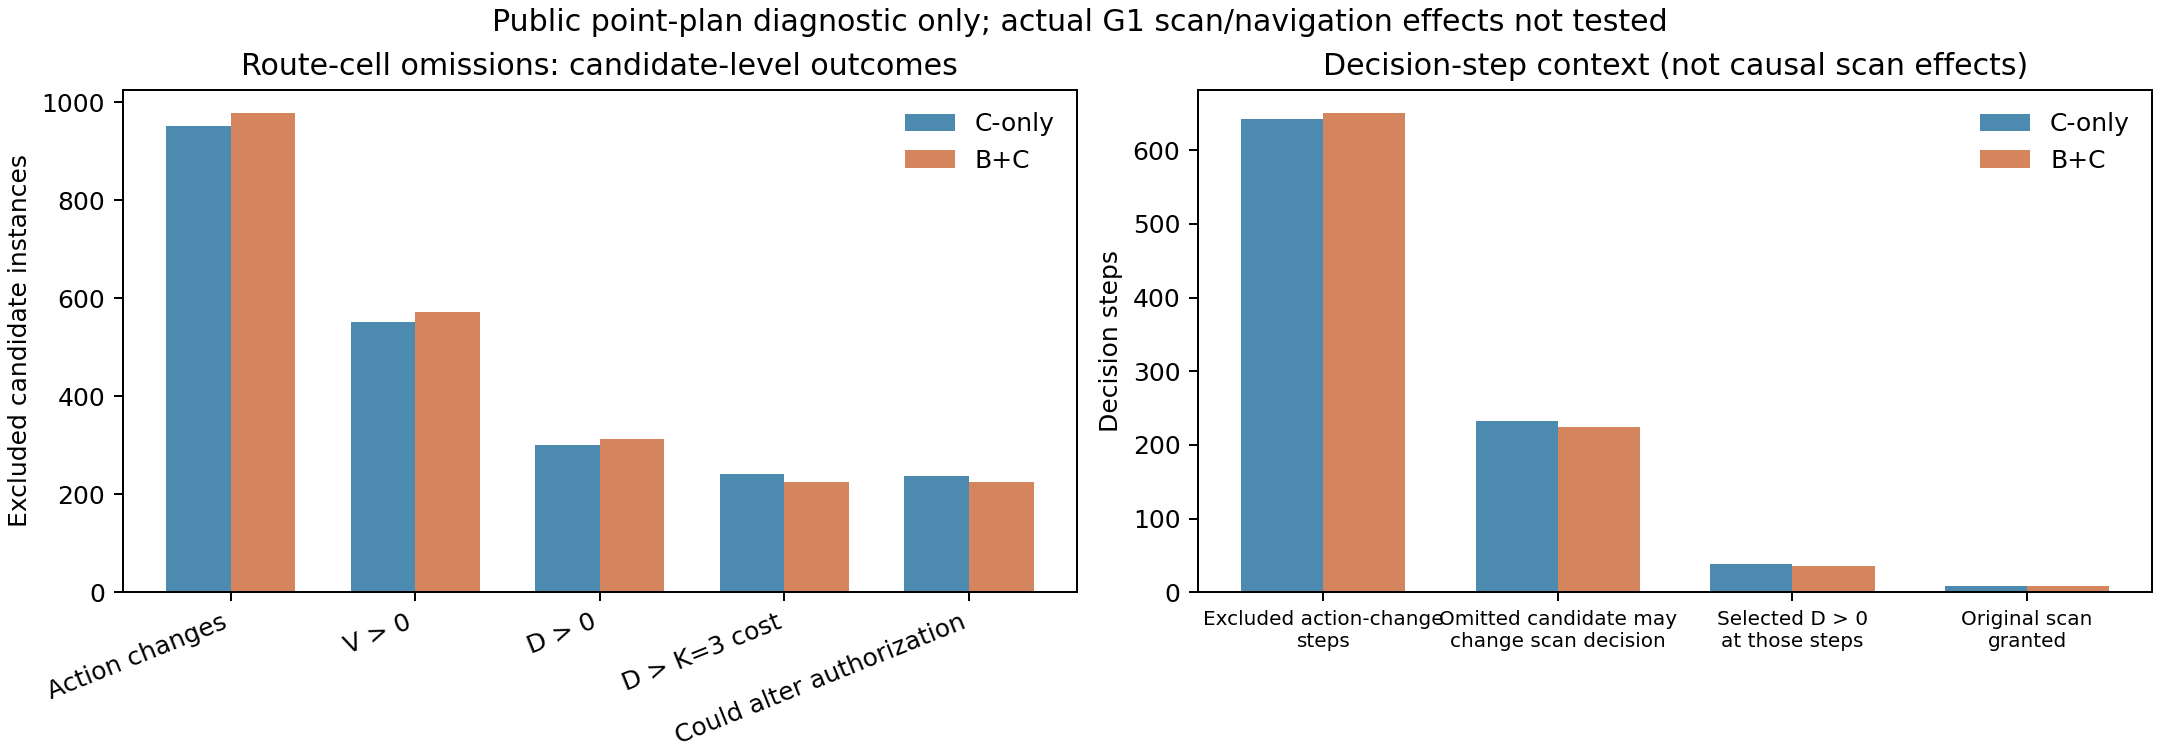 Public point-plan diagnostic only; actual G1 scan/navigation effects not tested
Route-cell omissions: candidate-level outcomes
Excluded candidate instances
1000
800
600
400
200
0
C-only
B+C
Action changes
V > 0
D > 0
D > K=3 cost
Could alter authorization
Decision-step context (not causal scan effects)
Decision steps
600
500
400
300
200
100
0
C-only
B+C
Excluded action-change
steps
Omitted candidate may
change scan decision
Selected D > 0
at those steps
Original scan
granted